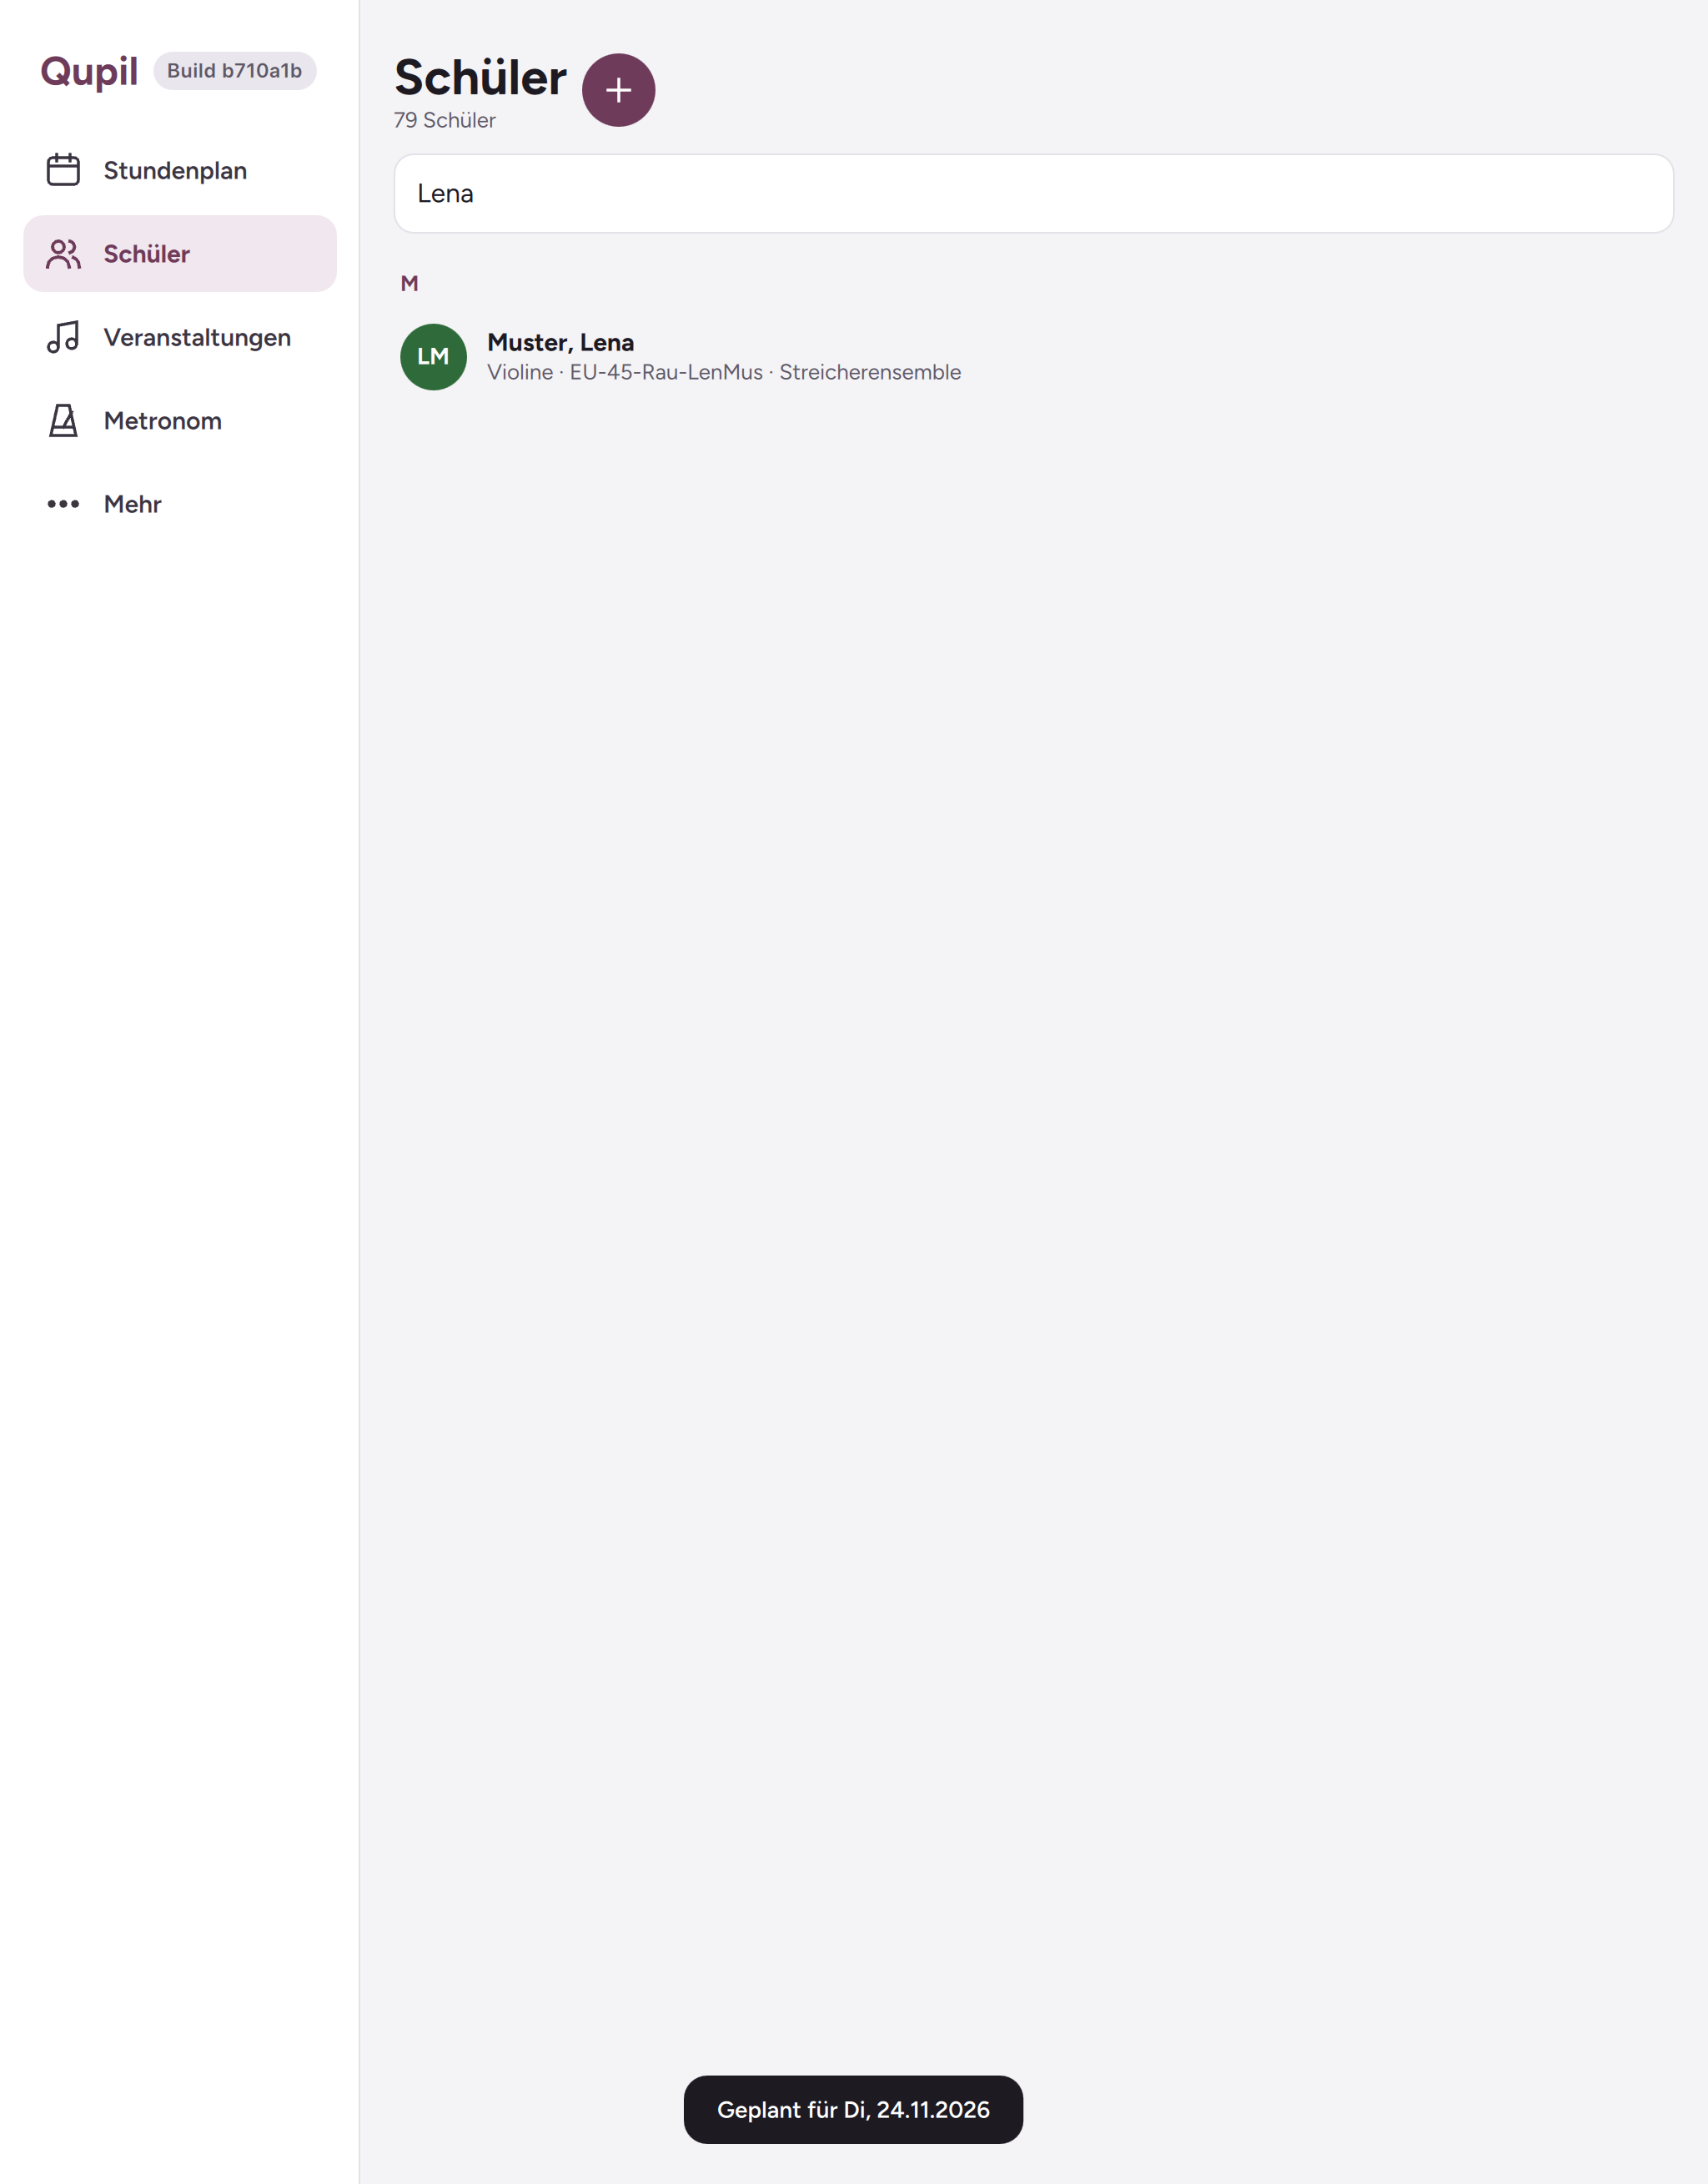 Qupil
Build b710a1b
Stundenplan
Schüler
Veranstaltungen
Metronom
Mehr
Schüler
79 Schüler
Lena
M
LM
Muster, Lena
Violine · EU-45-Rau-LenMus · Streicherensemble
Geplant für Di, 24.11.2026